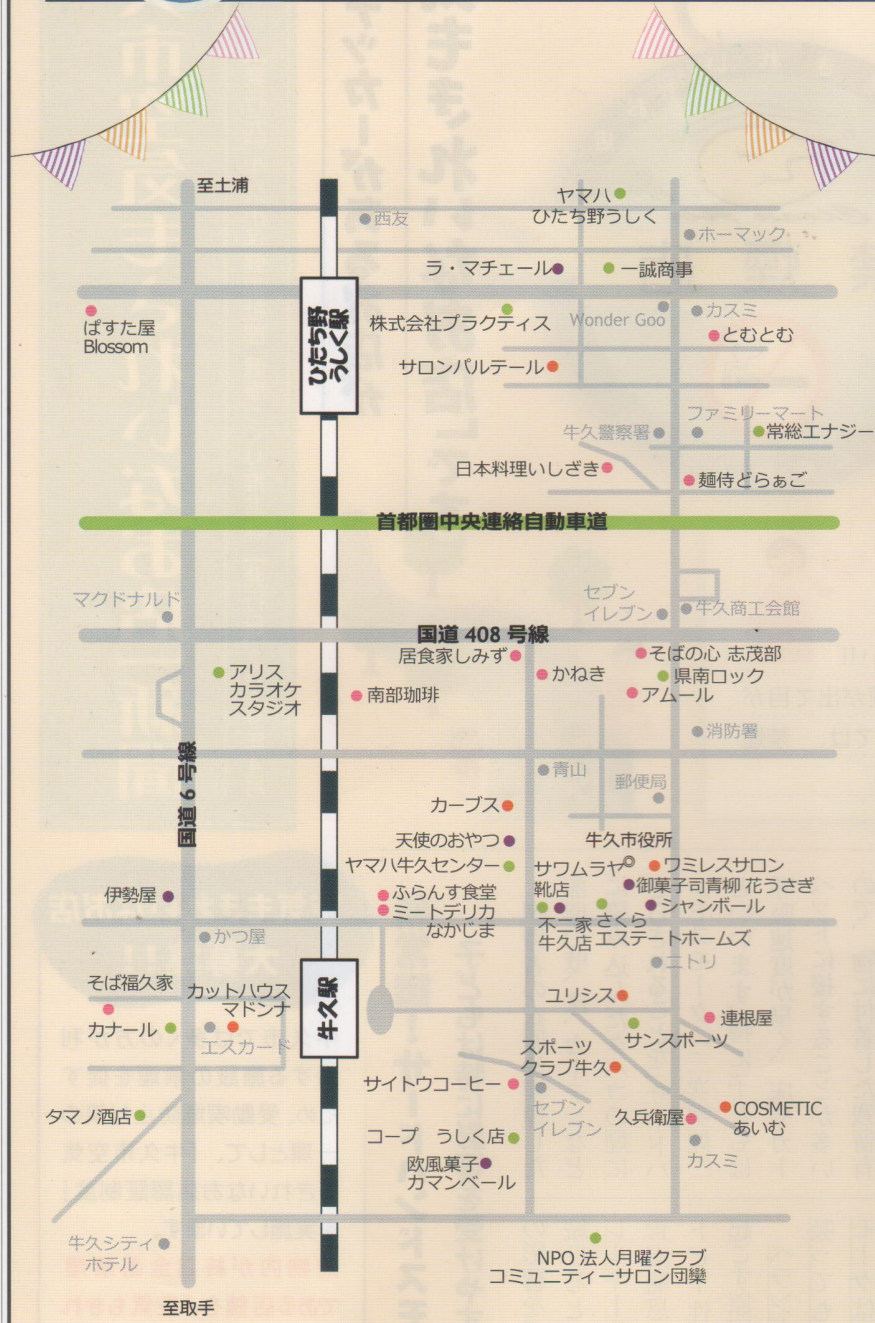 至土浦
ヤマハ
ひたち野うしく
西友
ホーマック
ラ・マチェール
一誠商事
ひたち野
うしく駅
ぱすた屋
Blossom
株式会社プラクティス
Wonder Goo
カスミ
とむとむ
サロンパルテール
ファミリーマート
牛久警察署
常総エナジー
日本料理いしざき
麺侍どらぁご
首都圏中央連絡自動車道
マクドナルド
セブン
イレブン
牛久商工会館
国道 408 号線
居食家しみず
そばの心 志茂部
アリス
カラオケ
スタジオ
かねき
県南ロック
南部珈琲
アムール
消防署
国道 6 号線
青山
郵便局
カーブス
天使のおやつ
牛久市役所
ヤマハ牛久センター
サワムラヤ
靴店
ワミレスサロン
伊勢屋
ふらんす食堂
御菓子司青柳 花うさぎ
ミートデリカ
なかじま
シャンボール
不二家
牛久店
さくら
エステートホームズ
かつ屋
ニトリ
牛久駅
そば福久家
カットハウス
マドンナ
ユリシス
カナール
エスカード
連根屋
サンスポーツ
スポーツ
クラブ牛久
サイトウコーヒー
セブン
イレブン
タマノ酒店
久兵衛屋
COSMETIC
あいむ
コープ うしく店
カスミ
欧風菓子
カマンベール
牛久シティ
ホテル
NPO 法人月曜クラブ
コミュニティーサロン団欒
至取手